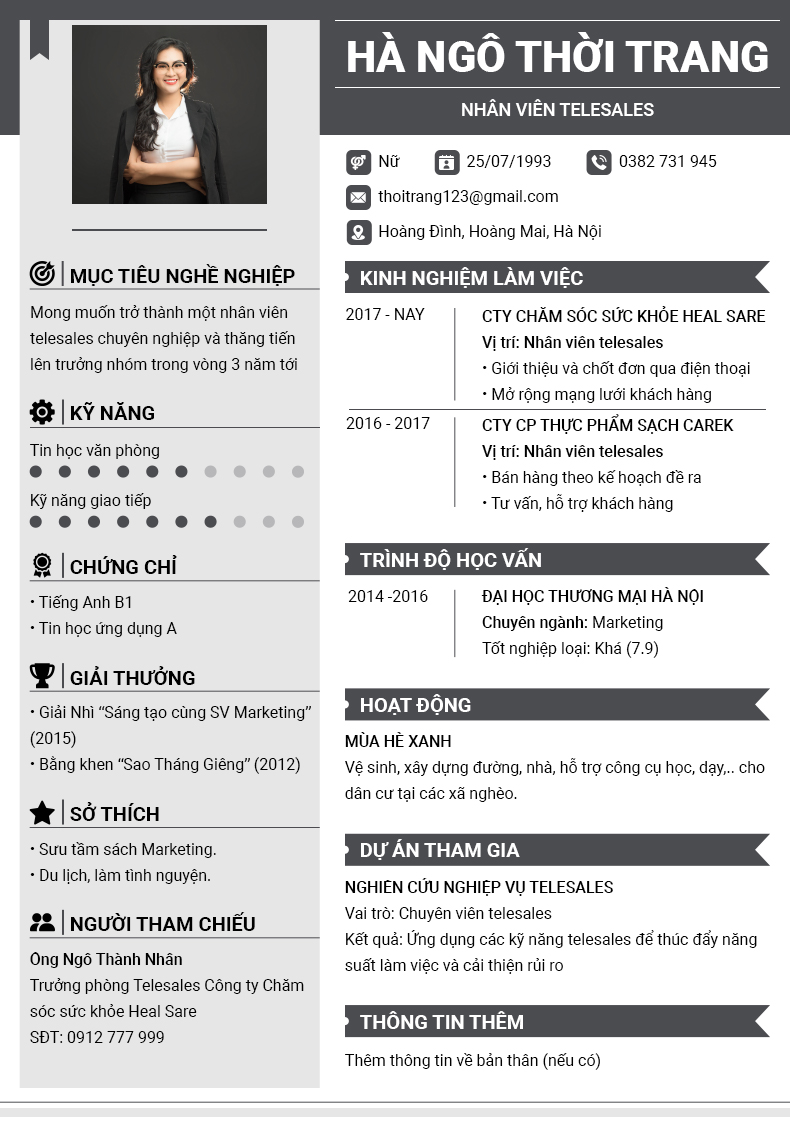 HÀ NGÔ THỜI TRANG
NHÂN VIÊN TELESALES
Nữ
25/07/1993
0382 731 945
thoitrang123@gmail.com
Hoàng Đình, Hoàng Mai, Hà Nội
MỤC TIÊU NGHỀ NGHIỆP
Mong muốn trở thành một nhân viên
telesales chuyên nghiệp và thăng tiến
lên trưởng nhóm trong vòng 3 năm tới
KỸ NĂNG
Tin học văn phòng
Kỹ năng giao tiếp
CHỨNG CHỈ
• Tiếng Anh B1
• Tin học ứng dụng A
GIẢI THƯỞNG
• Giải Nhì “Sáng tạo cùng SV Marketing”
(2015)
• Bằng khen “Sao Tháng Giêng” (2012)
SỞ THÍCH
• Sưu tầm sách Marketing.
• Du lịch, làm tình nguyện.
NGƯỜI THAM CHIẾU
Ông Ngô Thành Nhân
Trưởng phòng Telesales Công ty Chăm
sóc sức khỏe Heal Sare
SĐT: 0912 777 999
KINH NGHIỆM LÀM VIỆC
2017 - NAY
CTY CHĂM SÓC SỨC KHỎE HEAL SARE
Vị trí: Nhân viên telesales
• Giới thiệu và chốt đơn qua điện thoại
• Mở rộng mạng lưới khách hàng
2016 - 2017
CTY CP THỰC PHẨM SẠCH CAREK
Vị trí: Nhân viên telesales
• Bán hàng theo kế hoạch đề ra
• Tư vấn, hỗ trợ khách hàng
TRÌNH ĐỘ HỌC VẤN
2014 -2016
ĐẠI HỌC THƯƠNG MẠI HÀ NỘI
Chuyên ngành: Marketing
Tốt nghiệp loại: Khá (7.9)
HOẠT ĐỘNG
MÙA HÈ XANH
Vệ sinh, xây dựng đường, nhà, hỗ trợ công cụ học, dạy,.. cho
dân cư tại các xã nghèo.
DỰ ÁN THAM GIA
NGHIÊN CỨU NGHIỆP VỤ TELESALES
Vai trò: Chuyên viên telesales
Kết quả: Ứng dụng các kỹ năng telesales để thúc đẩy năng
suất làm việc và cải thiện rủi ro
THÔNG TIN THÊM
Thêm thông tin về bản thân (nếu có)